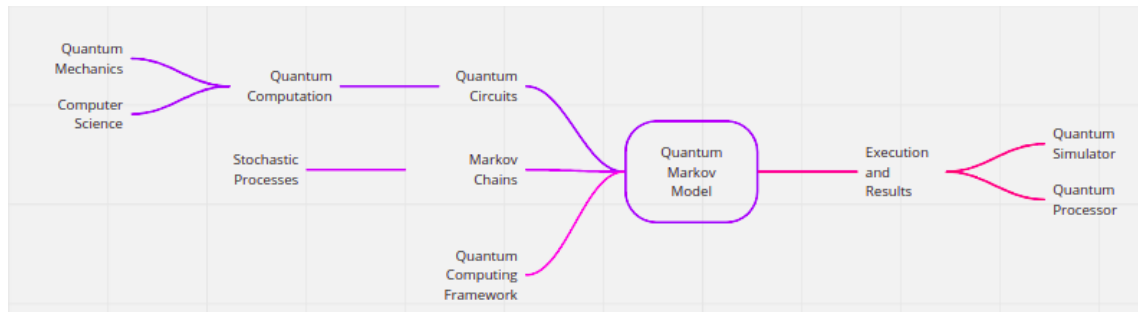 Quantum
Mechanics
Computer
Science
Quantum
Computation
Quantum
Circuits
Stochastic
Processes
Markov
Chains
Quantum
Computing
Framework
Quantum
Markov
Model
Execution
and
Results
Quantum
Simulator
Quantum
Processor